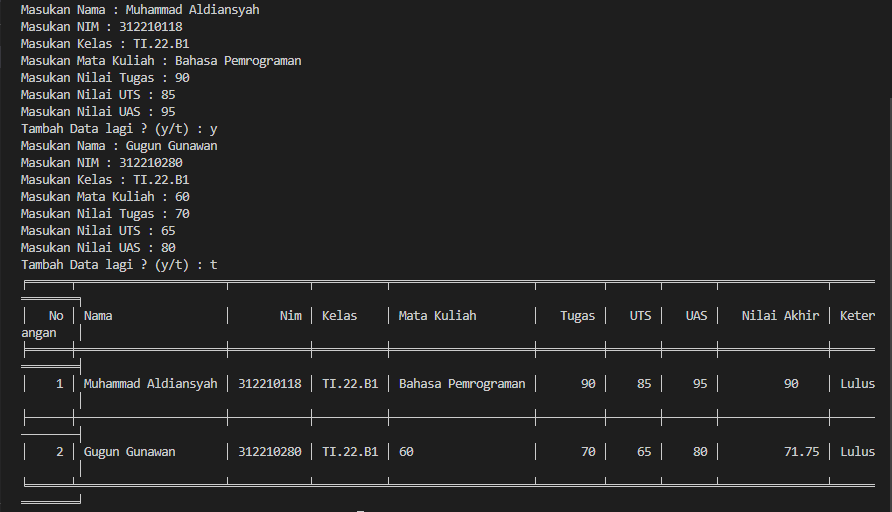 Masukan Nama : Muhammad Aldiansyah
Masukan NIM : 312210118
Masukan Kelas : TI.22.B1
Masukan Mata Kuliah : Bahasa Pemrograman
Masukan Nilai Tugas : 90
Masukan Nilai UTS : 85
Masukan Nilai UAS : 95
Tambah Data lagi ? (y/t) : y
Masukan Nama : Gugun Gunawan
Masukan NIM : 312210280
Masukan Kelas : TI.22.B1
Masukan Mata Kuliah : 60
Masukan Nilai Tugas : 70
Masukan Nilai UTS : 65
Masukan Nilai UAS : 80
Tambah Data lagi ? (y/t) : t
No │ Nama │ Nim │ Kelas │ Mata Kuliah │ Tugas │ UTS │ UAS │ Nilai Akhir │ Keter
angan │
1 │ Muhammad Aldiansyah │ 312210118 │ TI.22.B1 │ Bahasa Pemrograman │ 90 │ 85 │ 95 │ 90 │ Lulus
2 │ Gugun Gunawan │ 312210280 │ TI.22.B1 │ 60 │ 70 │ 65 │ 80 │ 71.75 │ Lulus